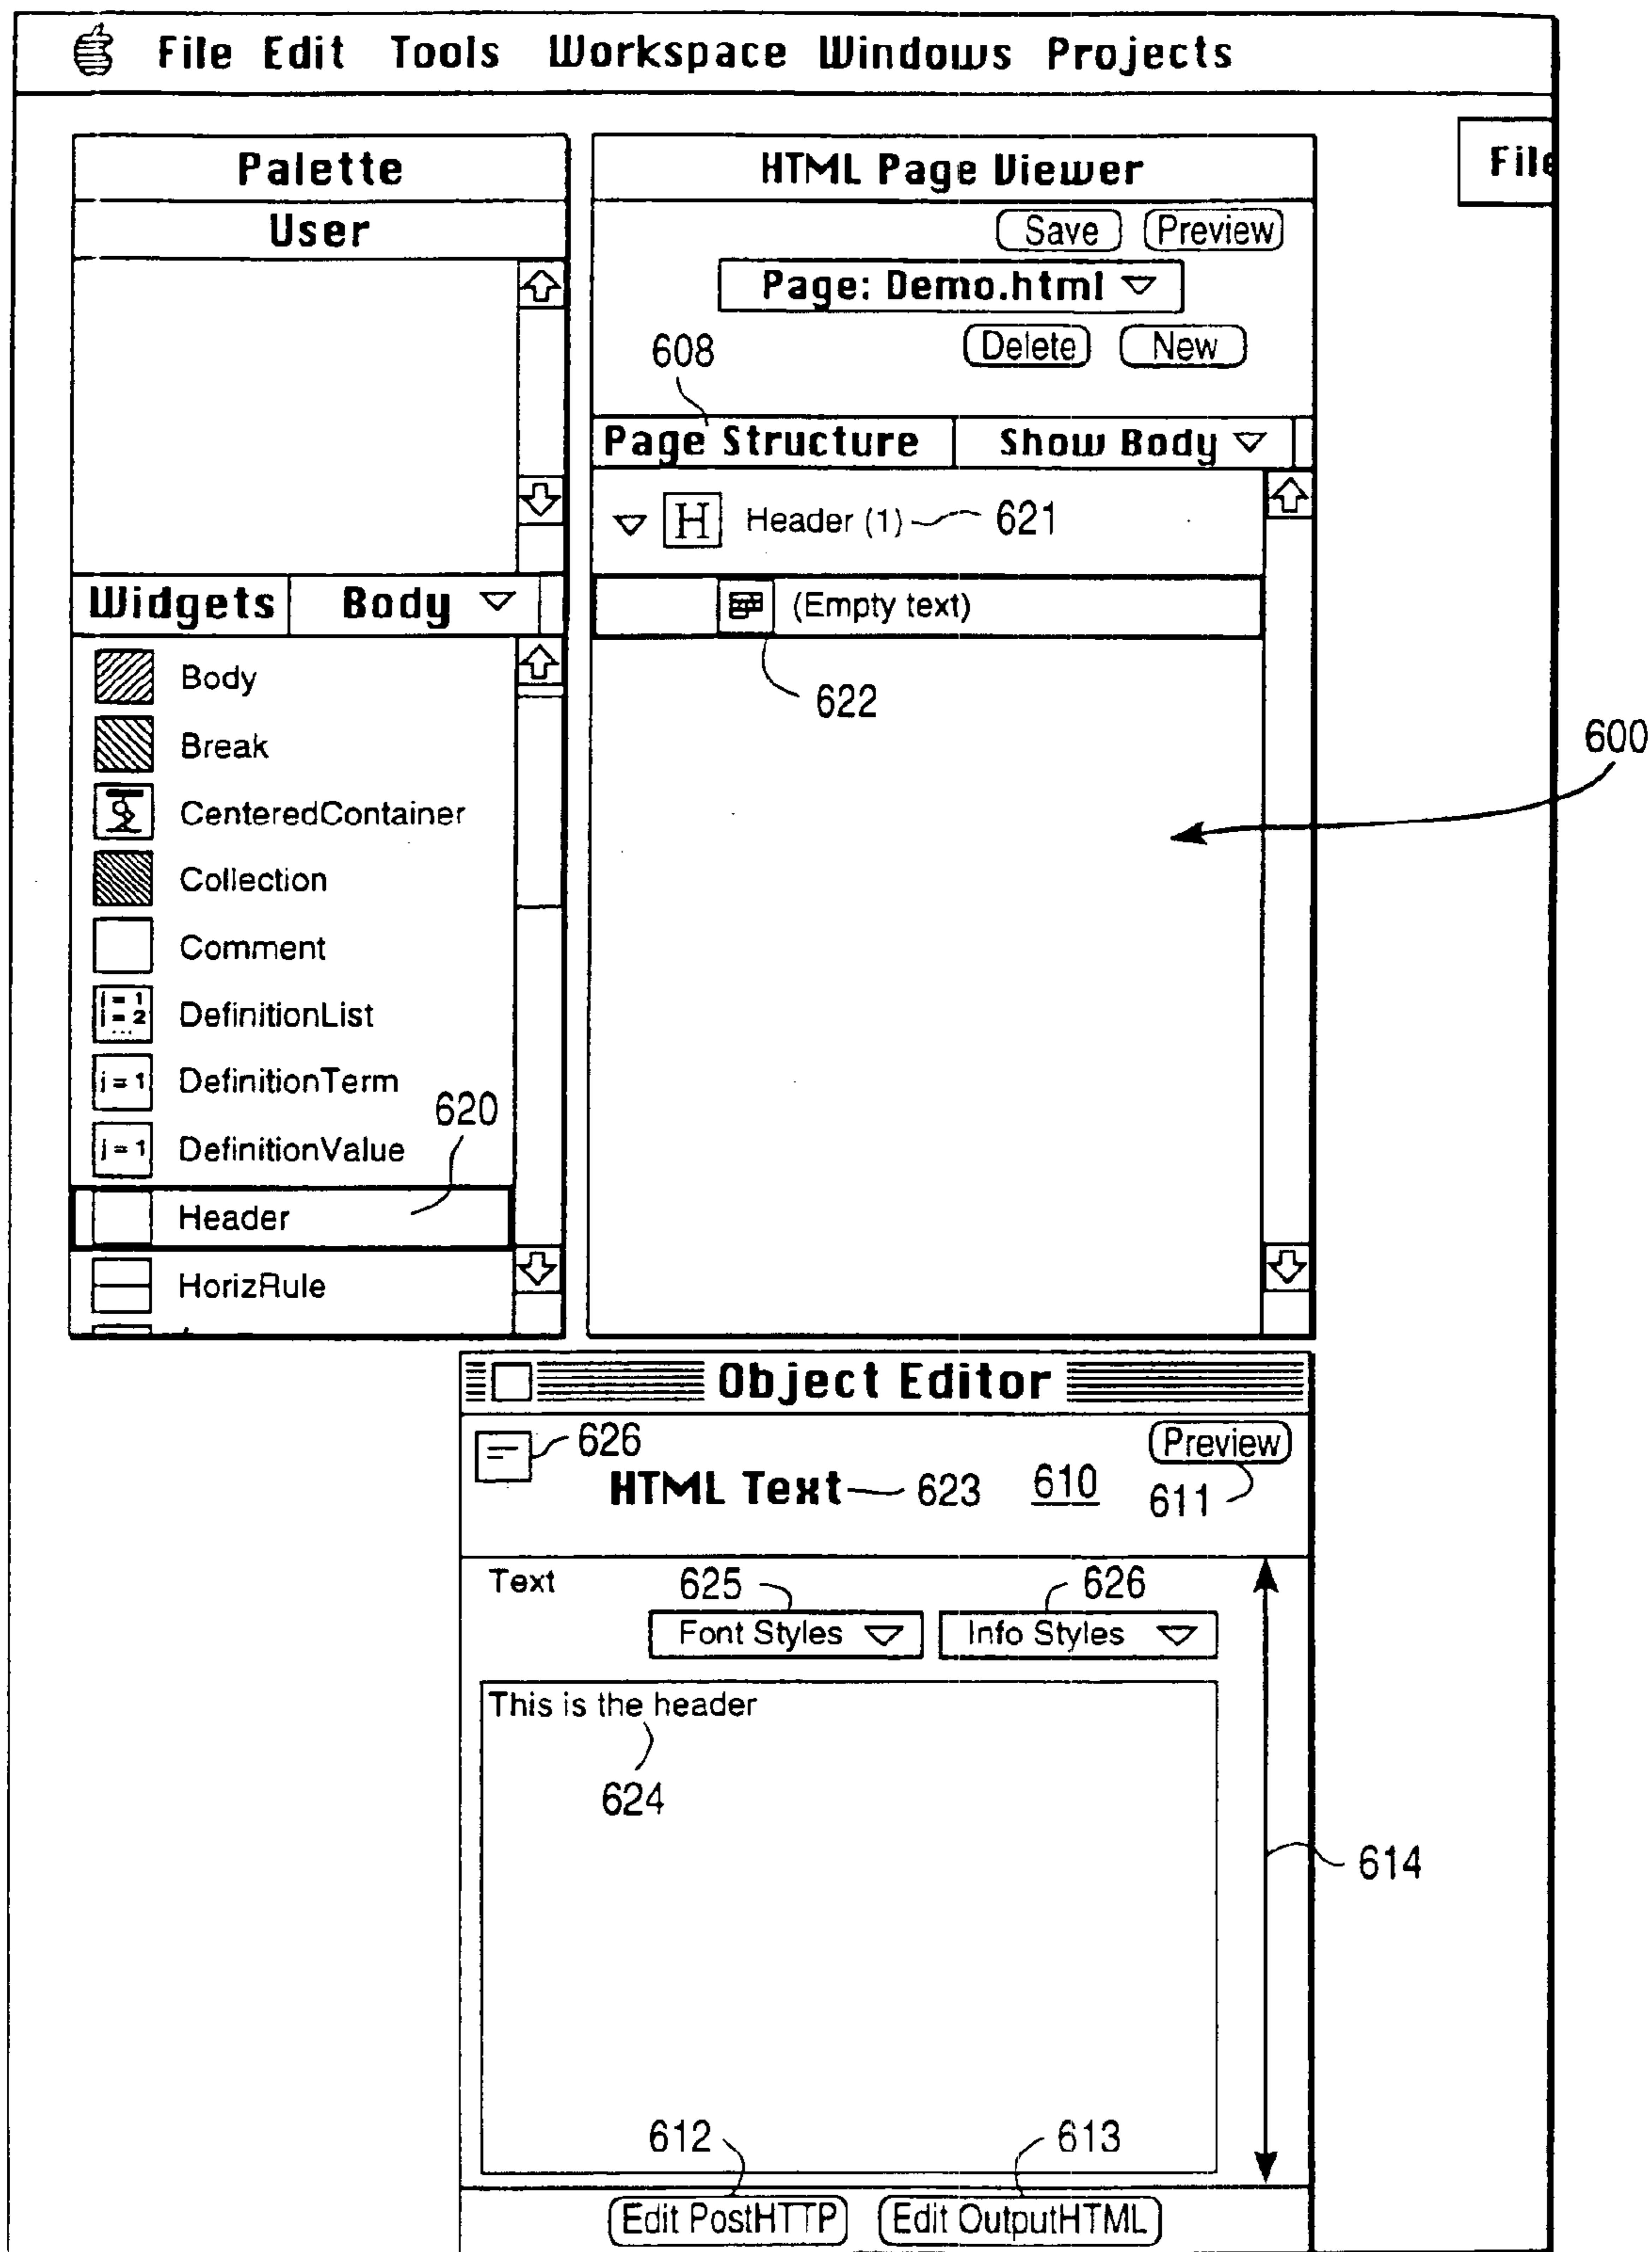 File Edit Tools Workspace Windows Projects
Palette
User
HTML Page Viewer
File
Save Preview
Page: Demo.html
Delete New
608
Page Structure Show Body
H Header (1) 621
(Empty text)
622
600
Widgets Body
Body
Break
CenteredContainer
Collection
Comment
DefinitionList
DefinitionTerm
620
DefinitionValue
Header
HorizRule
Object Editor
626
Preview
HTML Text 623 610 611
Text
625 626
Font Styles Info Styles
This is the header
624
614
612 613
Edit PostHTTP Edit OutputHTML